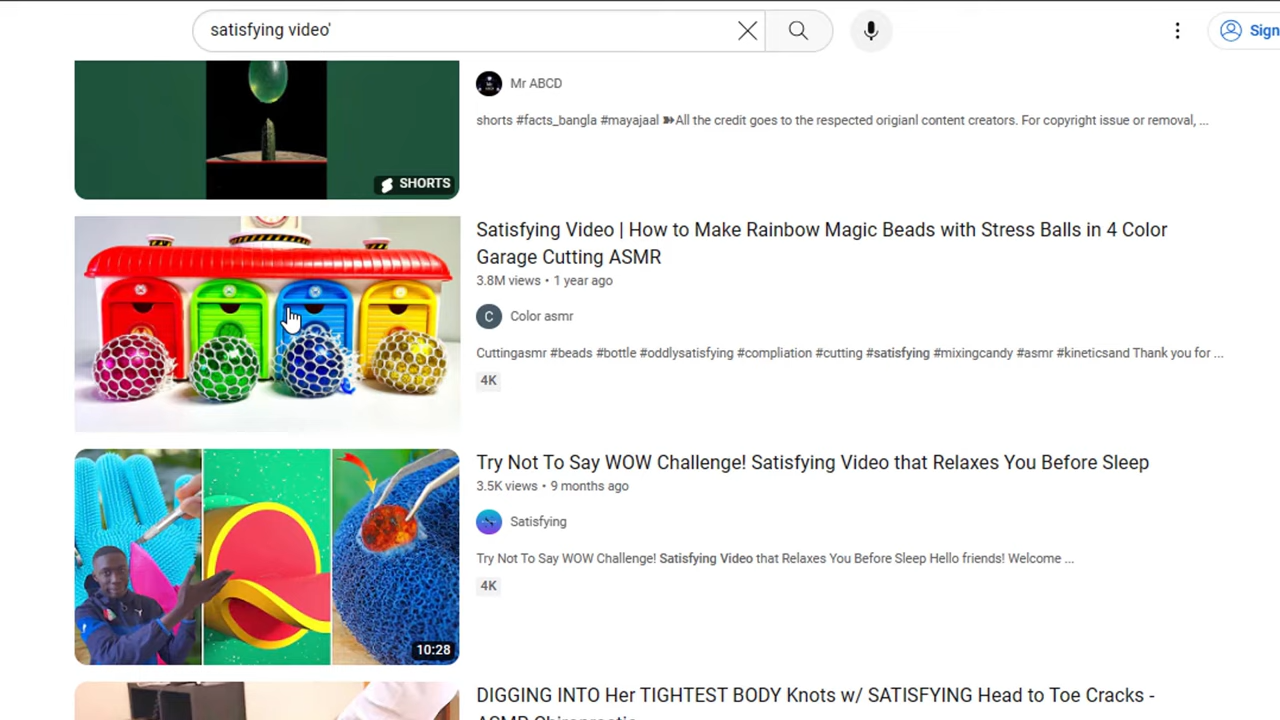 satisfying video'
Sign
Mr ABCD
shorts #facts_bangla #mayajaal ➽All the credit goes to the respected origianl content creators. For copyright issue or removal, ...
SHORTS
Satisfying Video | How to Make Rainbow Magic Beads with Stress Balls in 4 Color
Garage Cutting ASMR
3.8M views • 1 year ago
C Color asmr
Cuttingasmr #beads #bottle #oddlysatisfying #compliation #cutting #satisfying #mixingcandy #asmr #kineticsand Thank you for ...
4K
Try Not To Say WOW Challenge! Satisfying Video that Relaxes You Before Sleep
3.5K views • 9 months ago
Satisfying
Try Not To Say WOW Challenge! Satisfying Video that Relaxes You Before Sleep Hello friends! Welcome ...
4K
10:28
DIGGING INTO Her TIGHTEST BODY Knots w/ SATISFYING Head to Toe Cracks -
ASMR Chiropractic